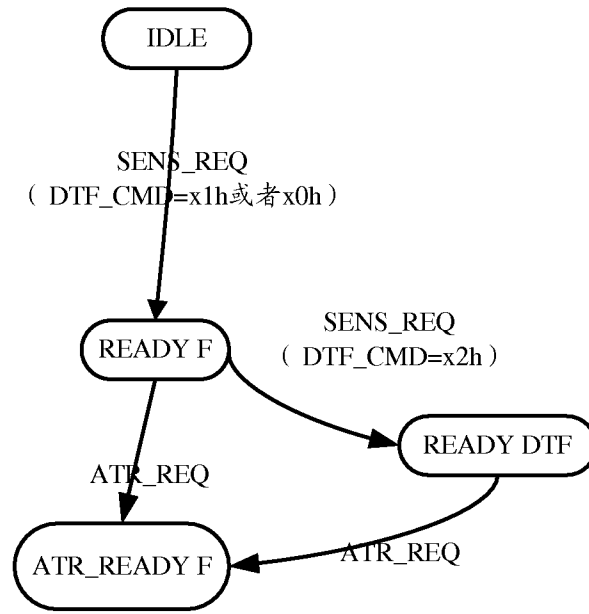 IDLE
SENS_REQ
（ DTF_CMD=x1h或者x0h）
READY F
SENS_REQ
（ DTF_CMD=x2h）
READY DTF
ATR_REQ
ATR_REQ
ATR_READY F